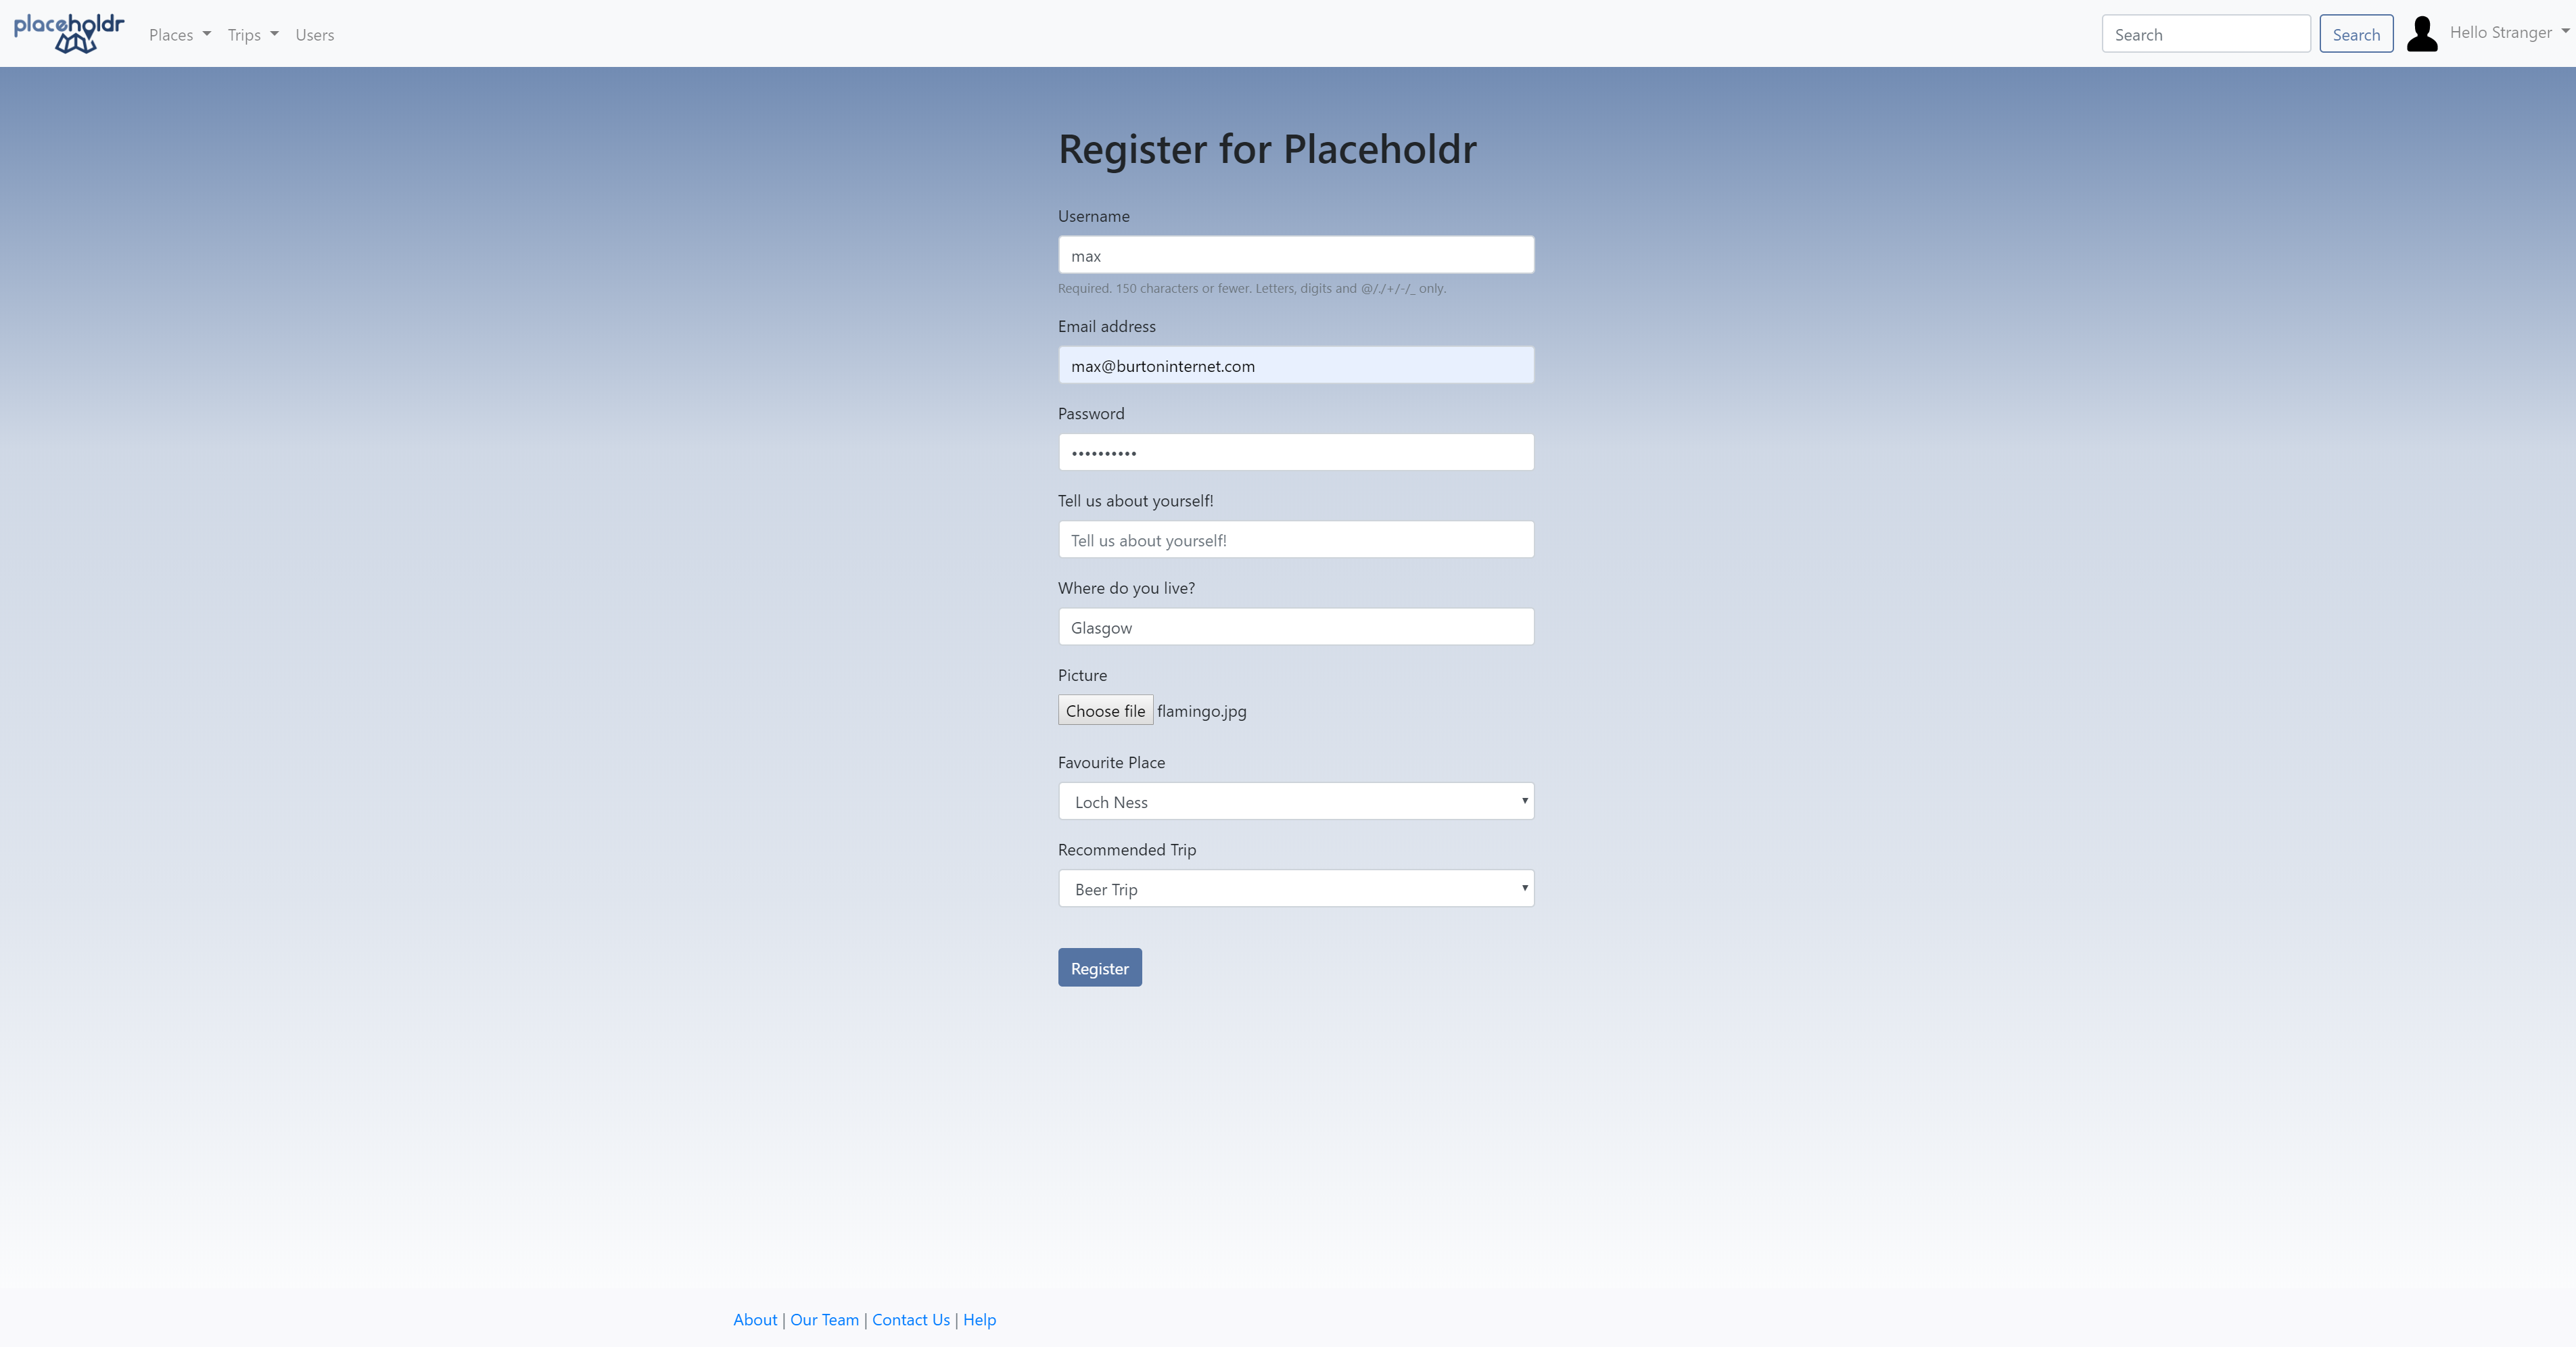 placeholdr Places Trips Users Search Search Hello Stranger
Register for Placeholdr
Username
max
Required. 150 characters or fewer. Letters, digits and @/./+/-/_ only.
Email address
max@burtoninternet.com
Password
••••••••••
Tell us about yourself!
Tell us about yourself!
Where do you live?
Glasgow
Picture
Choose file flamingo.jpg
Favourite Place
Loch Ness
Recommended Trip
Beer Trip
Register
About | Our Team | Contact Us | Help